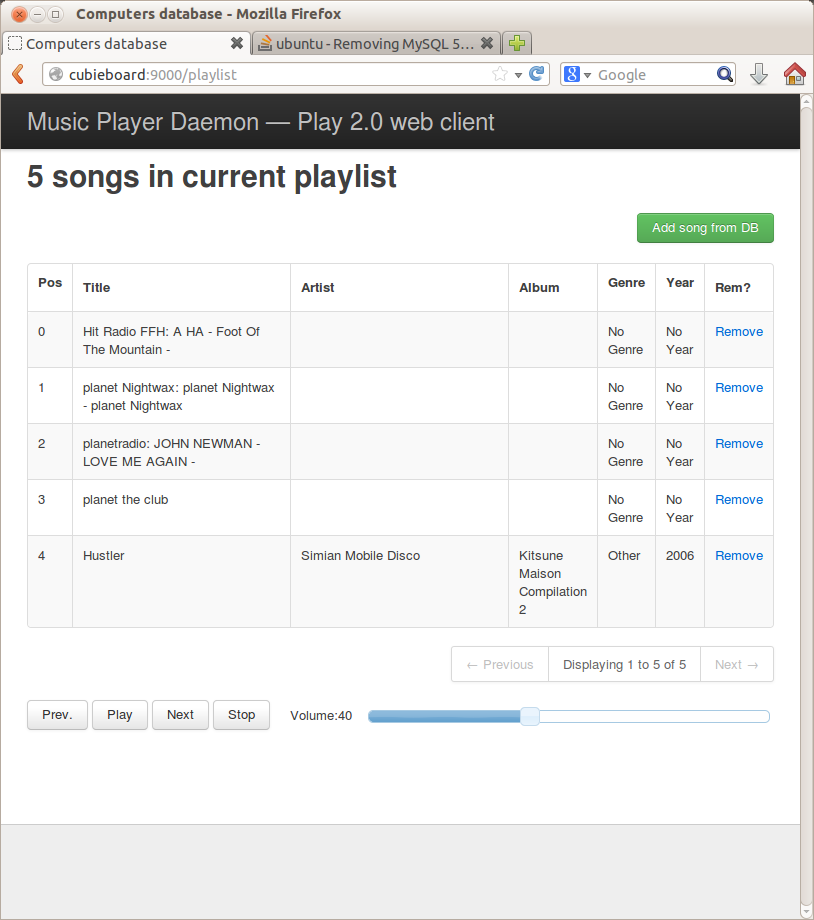 Computers database - Mozilla Firefox
Computers database
ubuntu - Removing MySQL 5...
cubieboard:9000/playlist
Google
Music Player Daemon — Play 2.0 web client
5 songs in current playlist
Add song from DB
Pos Title Artist Album Genre Year Rem?
0 Hit Radio FFH: A HA - Foot Of No No Remove
The Mountain - Genre Year
1 planet Nightwax: planet Nightwax No No Remove
- planet Nightwax Genre Year
2 planetradio: JOHN NEWMAN - No No Remove
LOVE ME AGAIN - Genre Year
3 planet the club No No Remove
Genre Year
4 Hustler Simian Mobile Disco Kitsune Other 2006 Remove
Maison
Compilation
2
← Previous Displaying 1 to 5 of 5 Next →
Prev. Play Next Stop Volume:40